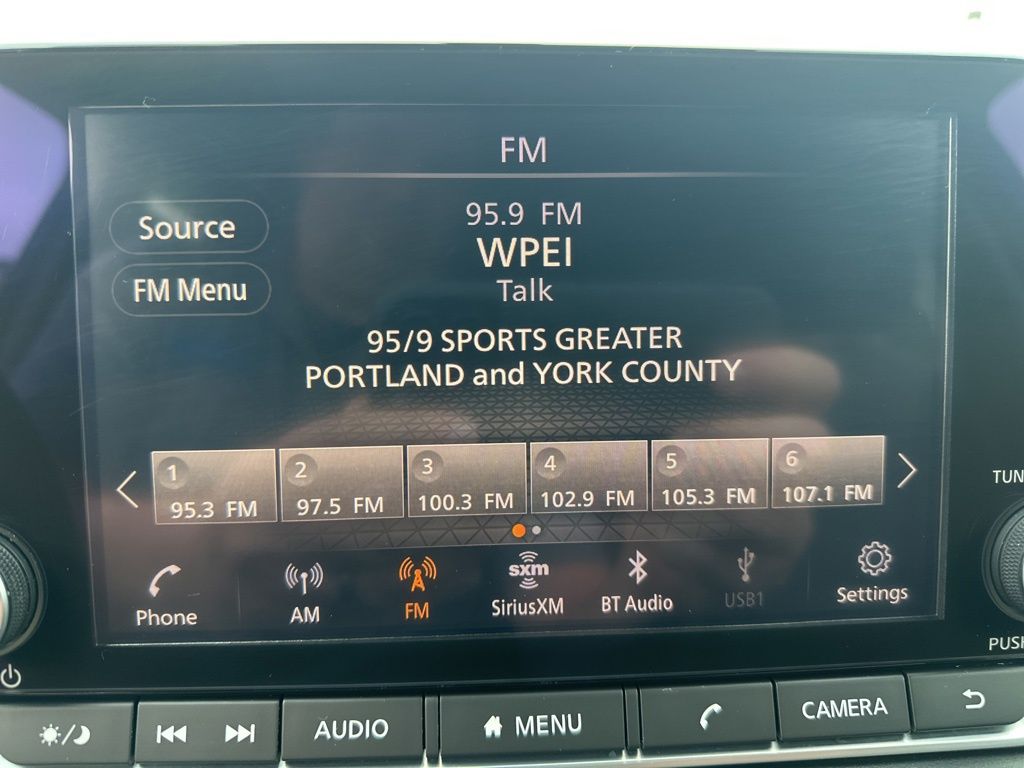 FM
Source
FM Menu
95.9 FM
WPEI
Talk
95/9 SPORTS GREATER
PORTLAND and YORK COUNTY
1
95.3 FM
2
97.5 FM
3
100.3 FM
4
102.9 FM
5
105.3 FM
6
107.1 FM
Phone
AM
FM
sxm
SiriusXM
BT Audio
USB1
Settings
TUN
PUSH
AUDIO
MENU
CAMERA